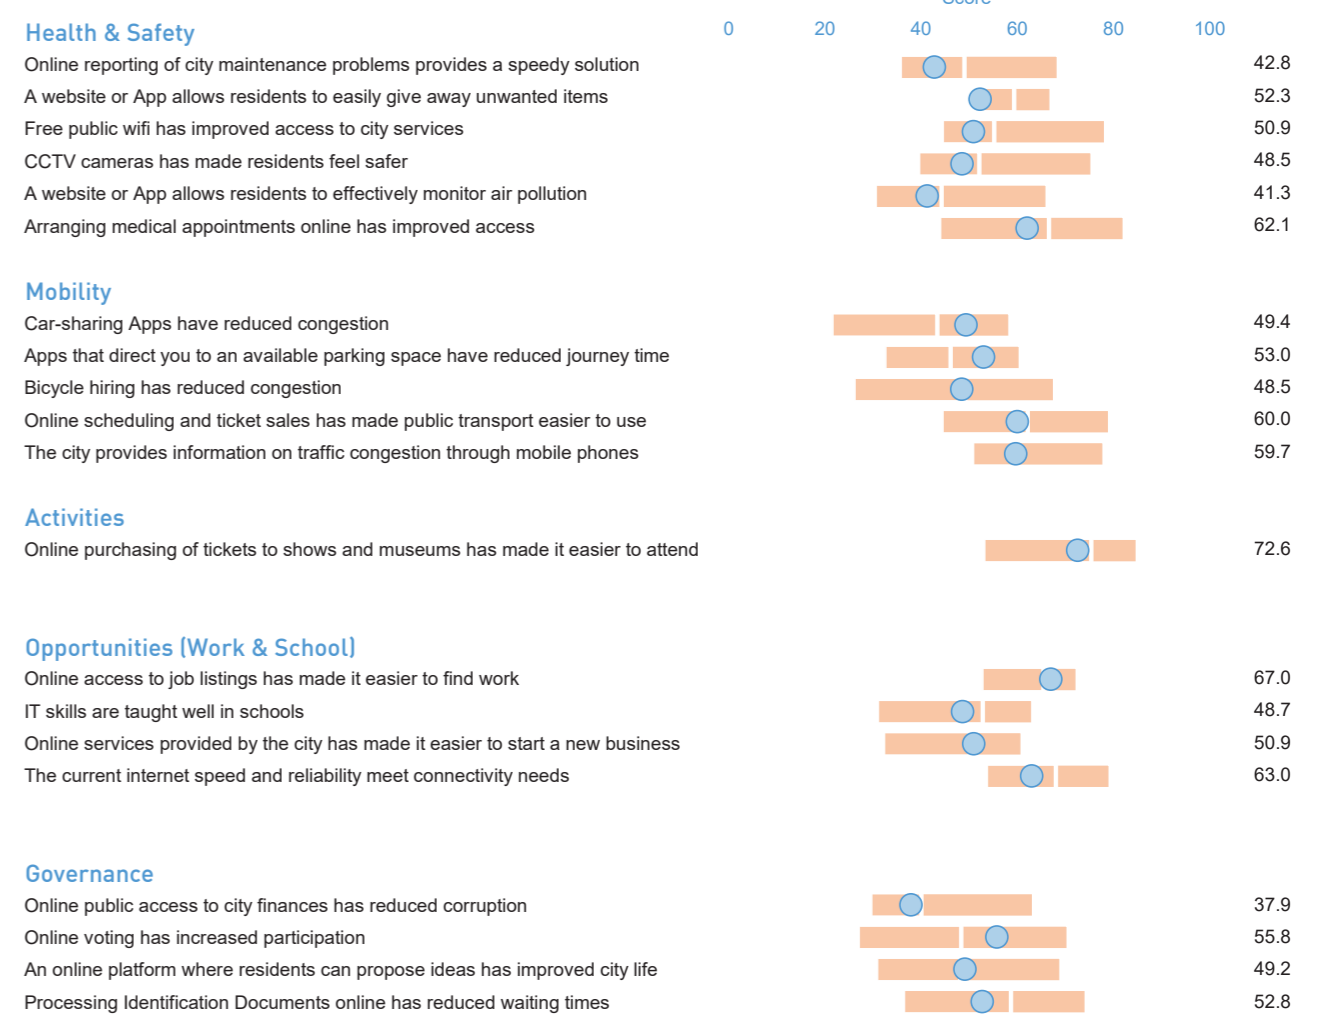 Score
Health & Safety 0 20 40 60 80 100
Online reporting of city maintenance problems provides a speedy solution 42.8
A website or App allows residents to easily give away unwanted items 52.3
Free public wifi has improved access to city services 50.9
CCTV cameras has made residents feel safer 48.5
A website or App allows residents to effectively monitor air pollution 41.3
Arranging medical appointments online has improved access 62.1
Mobility
Car-sharing Apps have reduced congestion 49.4
Apps that direct you to an available parking space have reduced journey time 53.0
Bicycle hiring has reduced congestion 48.5
Online scheduling and ticket sales has made public transport easier to use 60.0
The city provides information on traffic congestion through mobile phones 59.7
Activities
Online purchasing of tickets to shows and museums has made it easier to attend 72.6
Opportunities (Work & School)
Online access to job listings has made it easier to find work 67.0
IT skills are taught well in schools 48.7
Online services provided by the city has made it easier to start a new business 50.9
The current internet speed and reliability meet connectivity needs 63.0
Governance
Online public access to city finances has reduced corruption 37.9
Online voting has increased participation 55.8
An online platform where residents can propose ideas has improved city life 49.2
Processing Identification Documents online has reduced waiting times 52.8